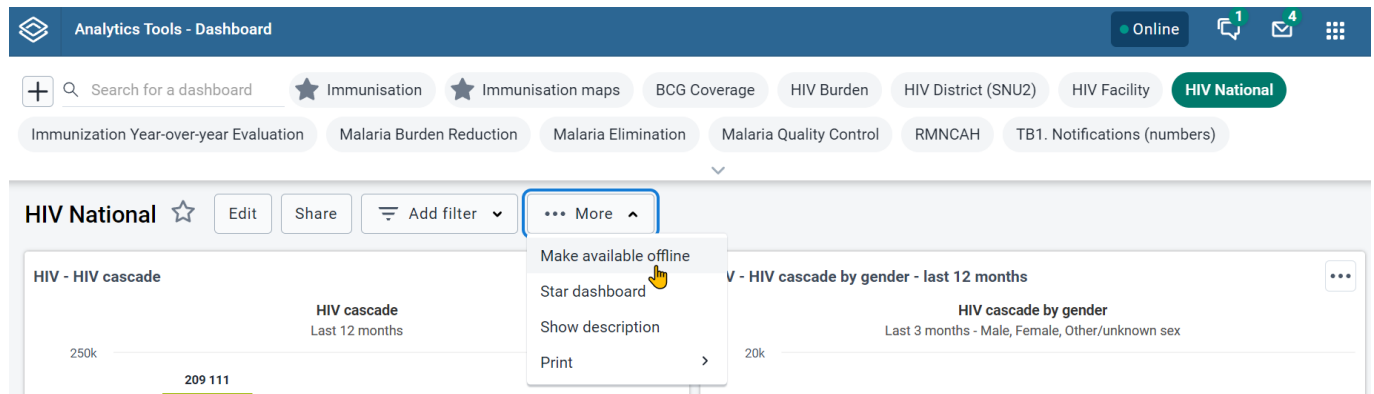 Analytics Tools - Dashboard
Online
1
4
Search for a dashboard
Immunisation
Immunisation maps
BCG Coverage
HIV Burden
HIV District (SNU2)
HIV Facility
HIV National
Immunization Year-over-year Evaluation
Malaria Burden Reduction
Malaria Elimination
Malaria Quality Control
RMNCAH
TB1. Notifications (numbers)
HIV National
Edit
Share
Add filter
More
Make available offline
Star dashboard
Show description
Print
HIV - HIV cascade
HIV cascade
Last 12 months
250k
209 111
V - HIV cascade by gender - last 12 months
HIV cascade by gender
Last 3 months - Male, Female, Other/unknown sex
20k